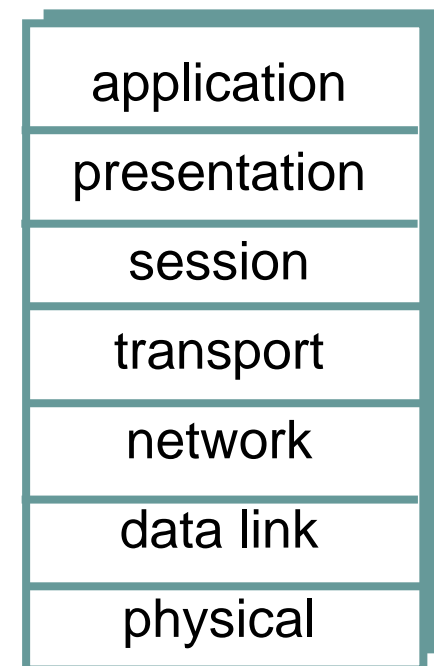 application
presentation
session
transport
network
data link
physical